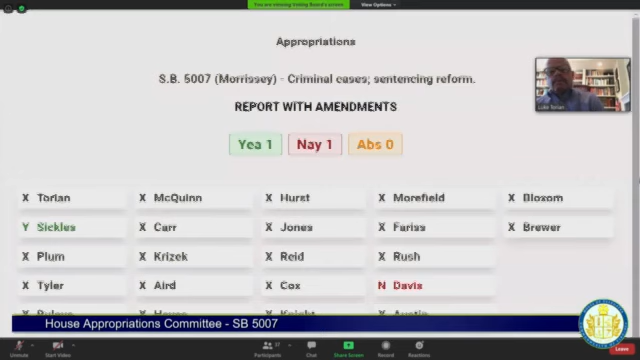 You are viewing Voting Board's screen View Options
Appropriations
S.B. 5007 (Morrissey) - Criminal cases; sentencing reform.
REPORT WITH AMENDMENTS
Luke Torian
Yea 1 Nay 1 Abs 0
X Torian X McQuinn X Hurst X Morefield X Bloxom
Y Sickles X Carr X Jones X Fariss X Brewer
X Plum X Krizek X Reid X Rush
X Tyler X Aird X Cox N Davis
House Appropriations Committee - SB 5007
Unmute Start Video Participants 17 Chat Share Screen Record Reactions Leave